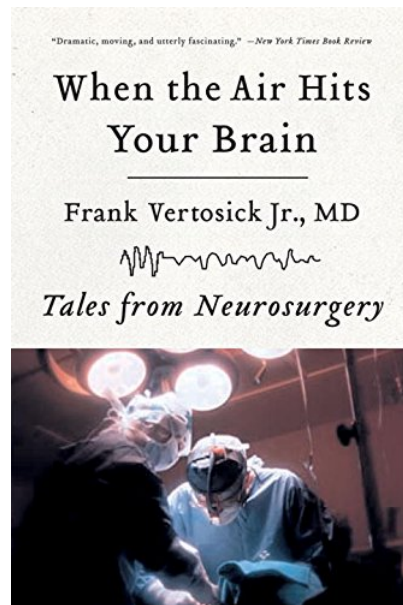 “Dramatic, moving, and utterly fascinating.” —New York Times Book Review
When the Air Hits
Your Brain
Frank Vertosick Jr., MD
Tales from Neurosurgery